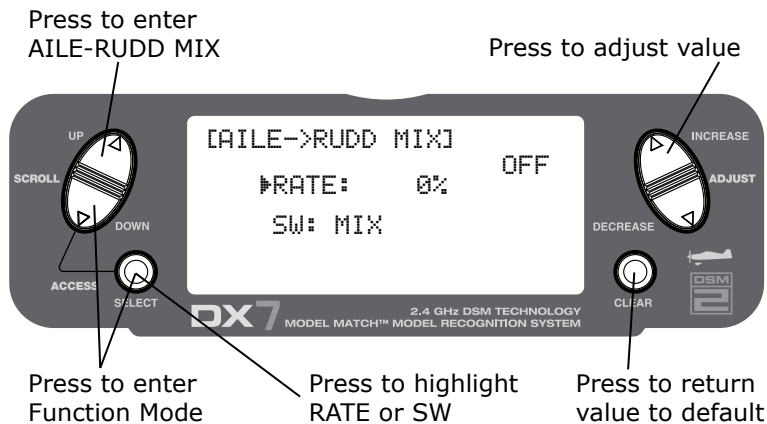 Press to enter
AILE-RUDD MIX
Press to adjust value
UP
SCROLL
DOWN
ACCESS
SELECT
[AILE->RUDD MIX]
OFF
RATE: 0%
SW: MIX
INCREASE
ADJUST
DECREASE
CLEAR
DSM
2
DX7
2.4 GHz DSM TECHNOLOGY
MODEL MATCH™ MODEL RECOGNITION SYSTEM
Press to enter
Function Mode
Press to highlight
RATE or SW
Press to return
value to default